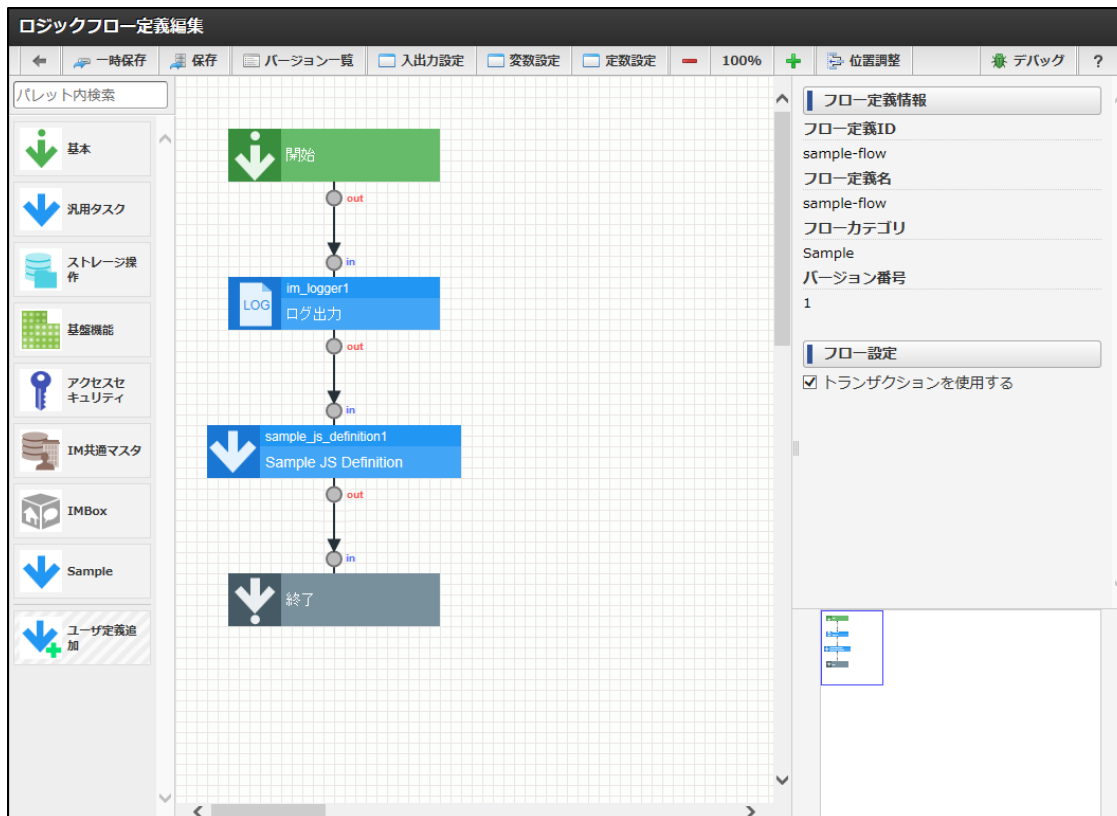 ロジックフロー定義編集
一時保存 保存 バージョン一覧 入出力設定 変数設定 定数設定 100% 位置調整 デバッグ ?
パレット内検索
基本
汎用タスク
ストレージ操
作
基盤機能
アクセスセ
キュリティ
IM共通マスタ
IMBox
Sample
ユーザ定義追
加
開始
out
in
im_logger1
LOG
ログ出力
out
in
sample_js_definition1
Sample JS Definition
out
in
終了
フロー定義情報
フロー定義ID
sample-flow
フロー定義名
sample-flow
フローカテゴリ
Sample
バージョン番号
1
フロー設定
トランザクションを使用する